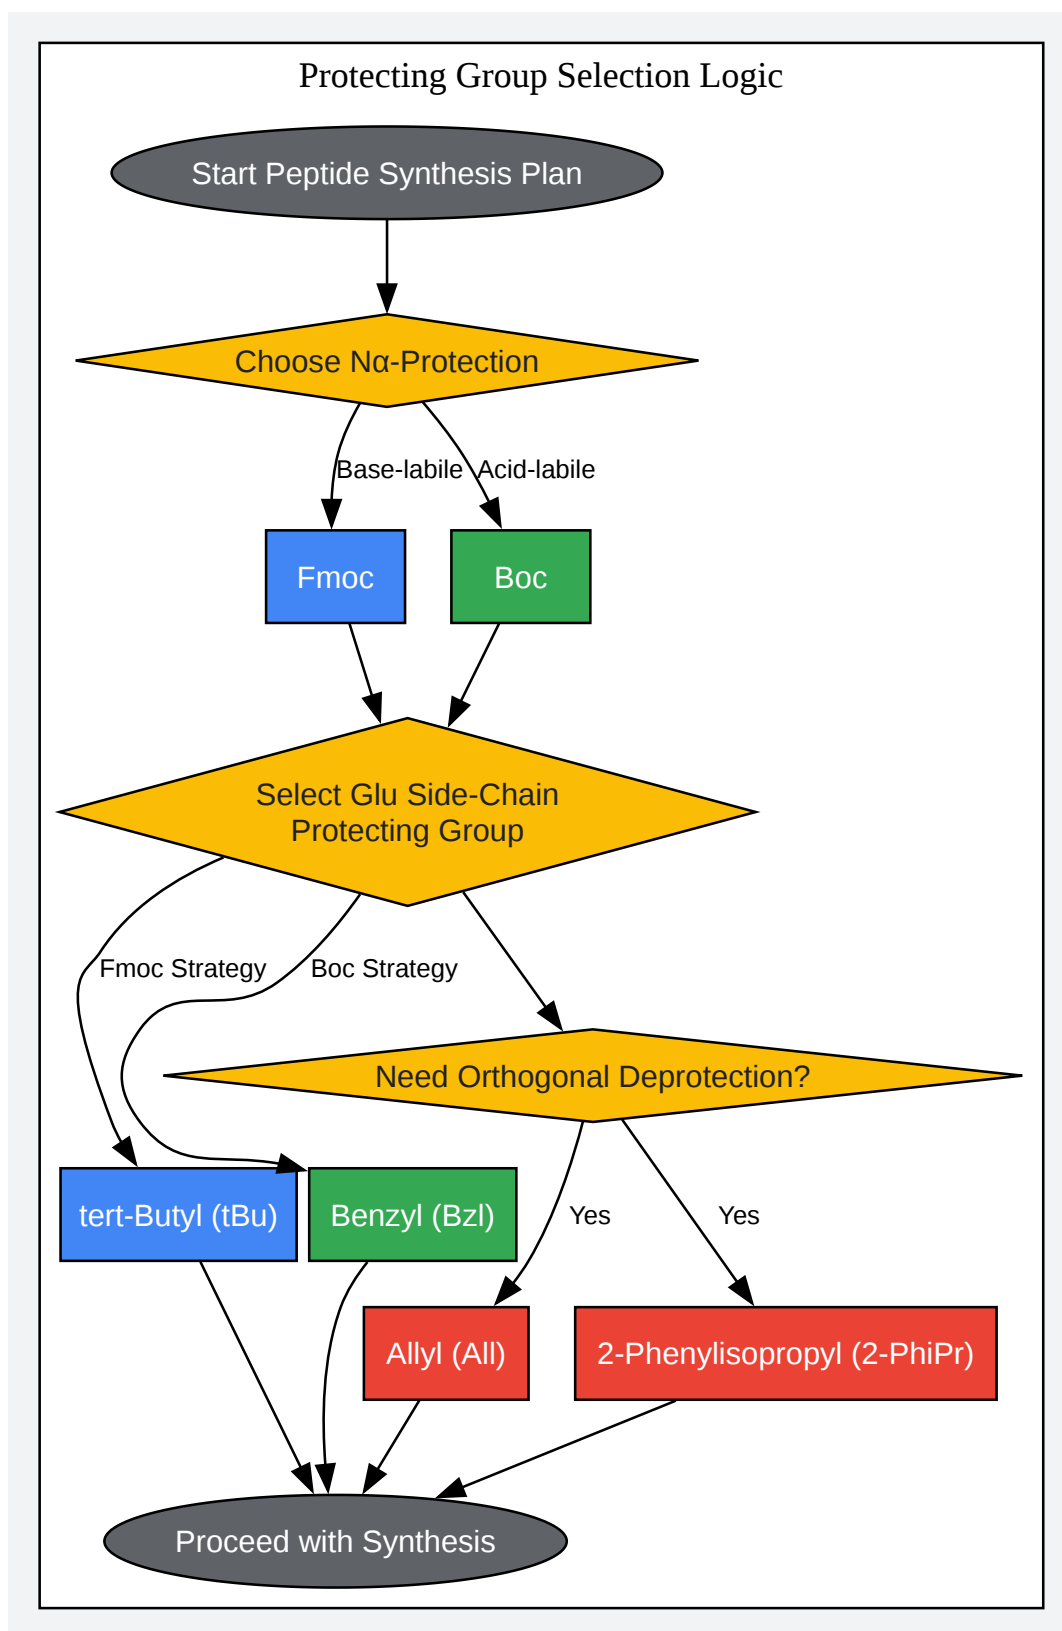 Protecting Group Selection Logic
Start Peptide Synthesis Plan
Choose Nα-Protection
Base-labile
Acid-labile
Fmoc
Boc
Select Glu Side-Chain
Protecting Group
Fmoc Strategy
Boc Strategy
Need Orthogonal Deprotection?
tert-Butyl (tBu)
Benzyl (Bzl)
Yes
Yes
Allyl (All)
2-Phenylisopropyl (2-PhiPr)
Proceed with Synthesis